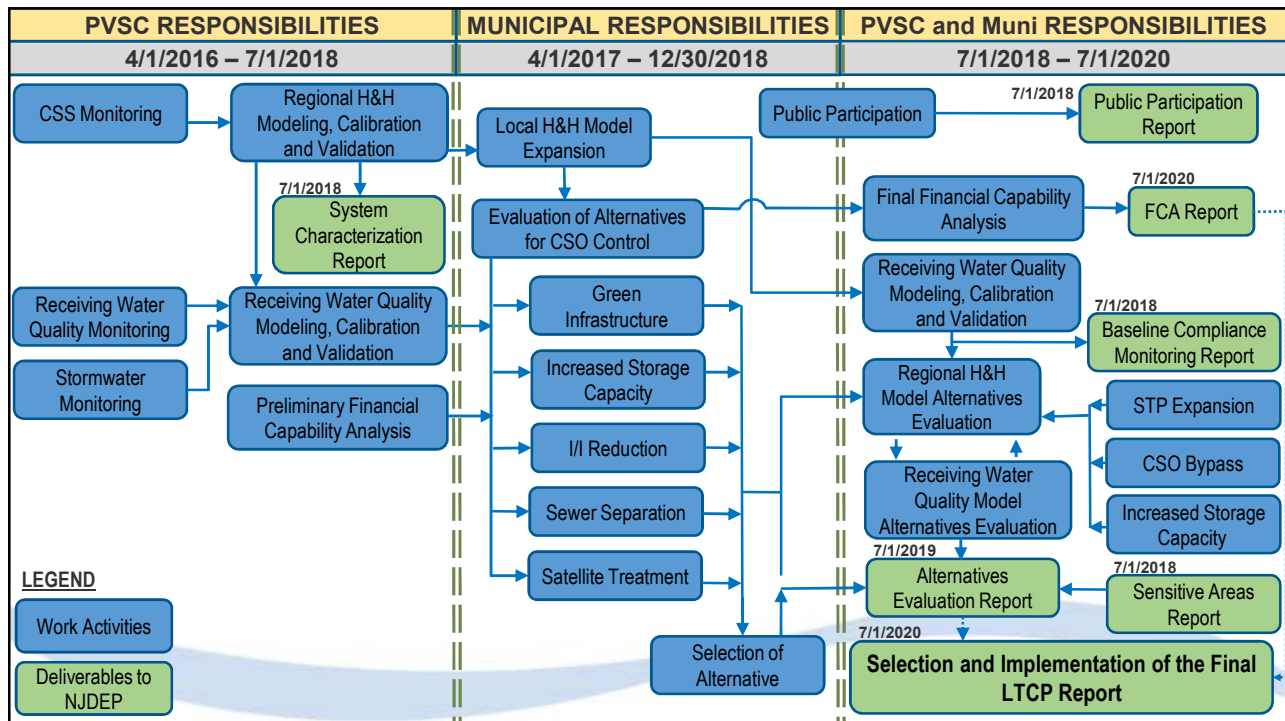 PVSC RESPONSIBILITIES
4/1/2016 – 7/1/2018
MUNICIPAL RESPONSIBILITIES
4/1/2017 – 12/30/2018
PVSC and Muni RESPONSIBILITIES
7/1/2018 – 7/1/2020
CSS Monitoring
Regional H&H
Modeling, Calibration
and Validation
7/1/2018
System
Characterization
Report
Receiving Water
Quality Monitoring
Receiving Water Quality
Modeling, Calibration
and Validation
Stormwater
Monitoring
Preliminary Financial
Capability Analysis
LEGEND
Work Activities
Deliverables to
NJDEP
Local H&H Model
Expansion
Evaluation of Alternatives
for CSO Control
Green
Infrastructure
Increased Storage
Capacity
I/I Reduction
Sewer Separation
Satellite Treatment
Selection of
Alternative
Public Participation
7/1/2018
Public Participation
Report
Final Financial Capability
Analysis
7/1/2020
FCA Report
Receiving Water Quality
Modeling, Calibration
and Validation
7/1/2018
Baseline Compliance
Monitoring Report
Regional H&H
Model Alternatives
Evaluation
STP Expansion
CSO Bypass
Increased Storage
Capacity
Receiving Water
Quality Model
Alternatives Evaluation
7/1/2019
Alternatives
Evaluation Report
7/1/2018
Sensitive Areas
Report
7/1/2020
Selection and Implementation of the Final
LTCP Report